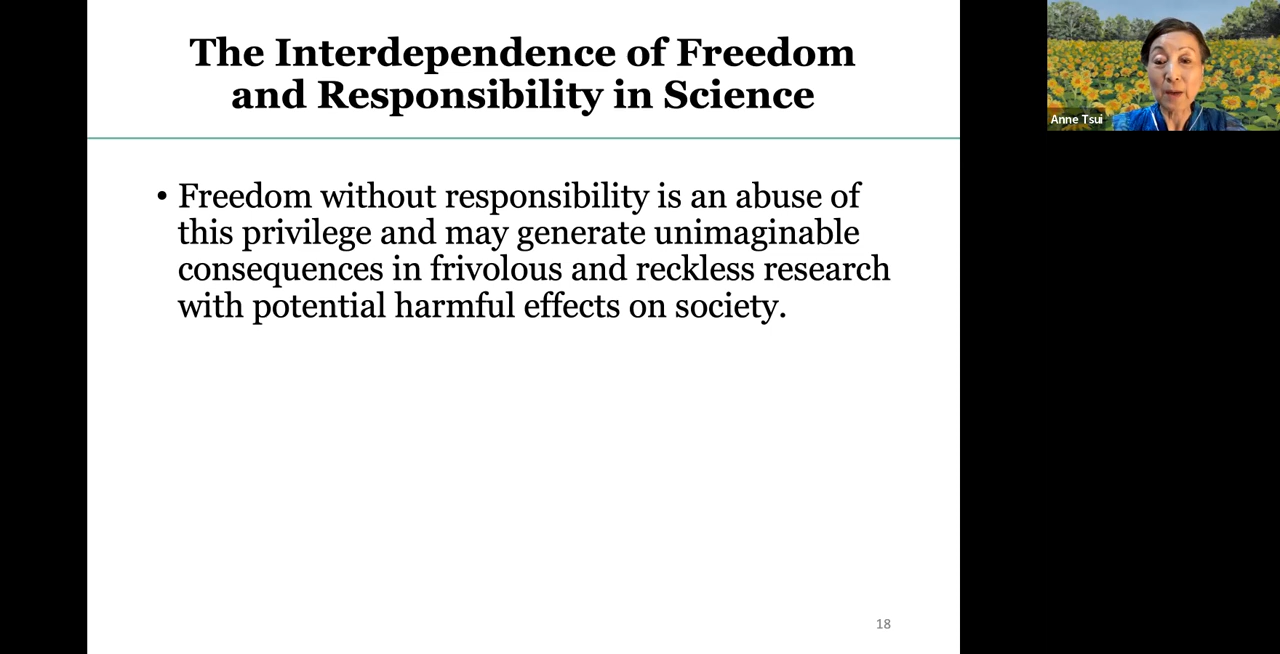 The Interdependence of Freedom
and Responsibility in Science
• Freedom without responsibility is an abuse of
this privilege and may generate unimaginable
consequences in frivolous and reckless research
with potential harmful effects on society.
18
Anne Tsui